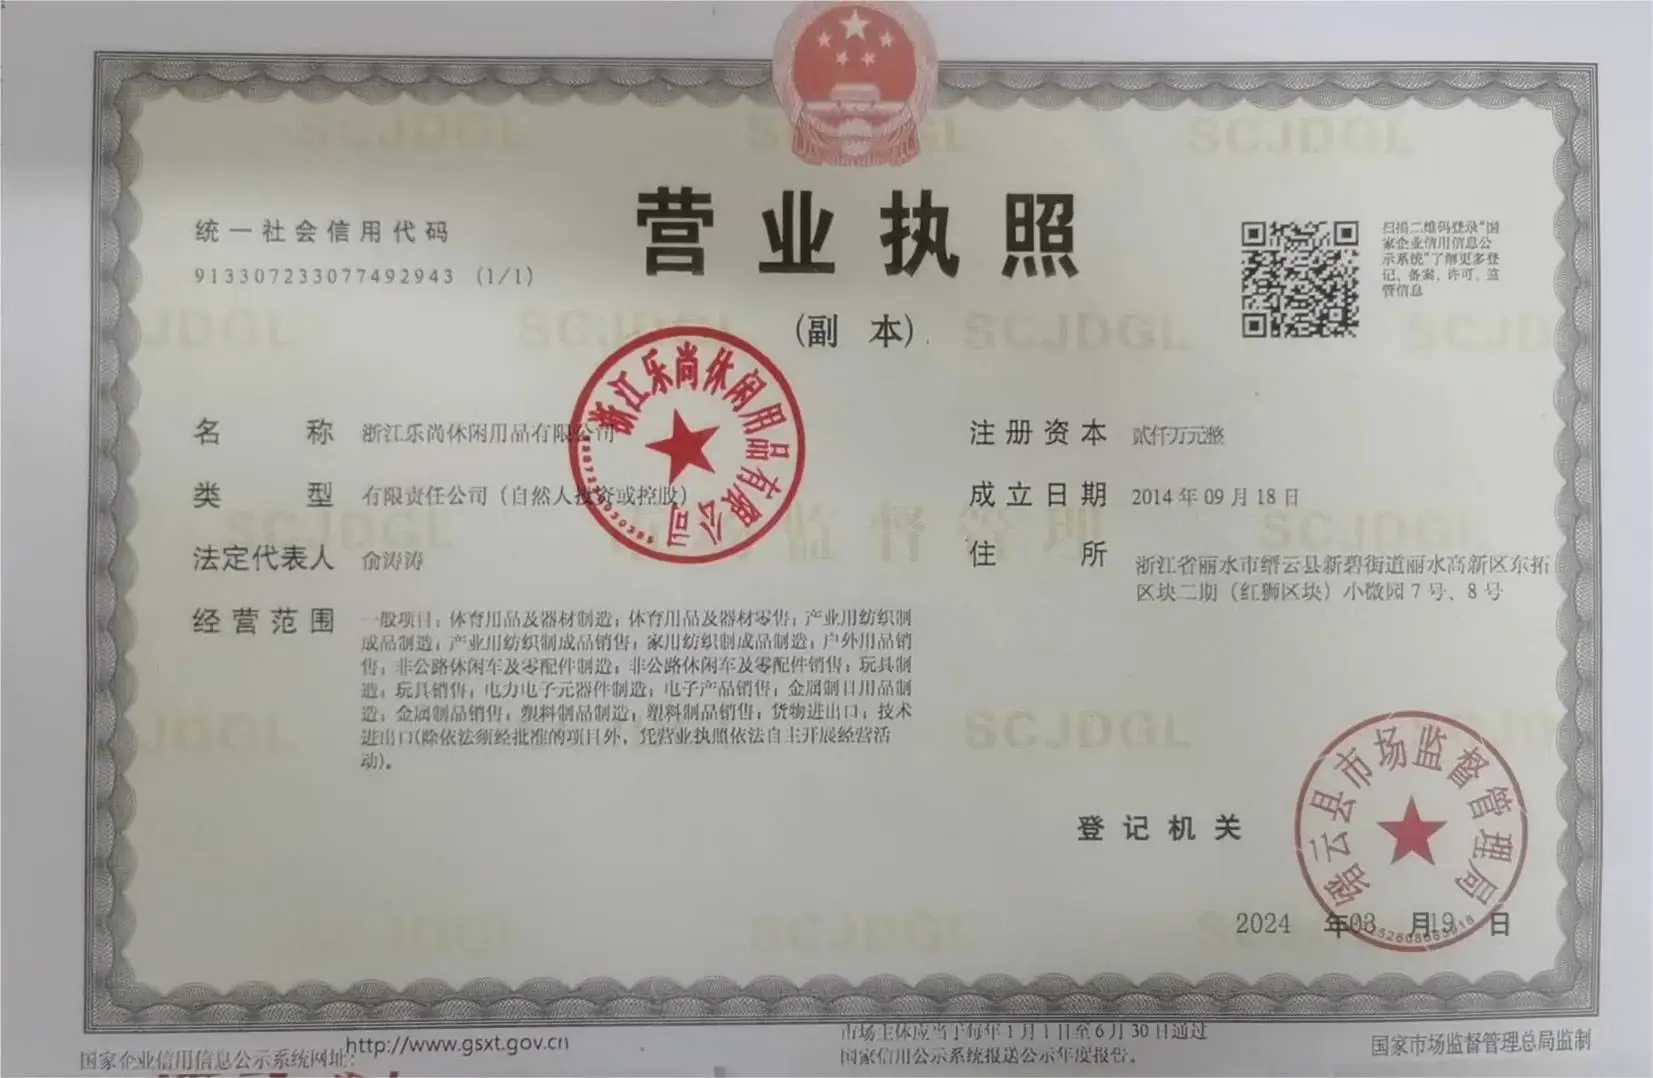 营业执照
(副 本)
统一社会信用代码
913307233077492943 (1/1)
扫描二维码登录“国
家企业信用信息公
示系统”了解更多登
记、备案、许可、监
管信息
名 称 浙江乐尚休闲用品有限公司
类 型 有限责任公司（自然人投资或控股）
法定代表人 俞涛涛
经营范围 一般项目：体育用品及器材制造；体育用品及器材零售；产业用纺织制
成品制造；产业用纺织制成品销售；家用纺织制成品制造；户外用品销
售；非公路休闲车及零配件制造；非公路休闲车及零配件销售；玩具制
造；玩具销售；电力电子元器件制造；电子产品销售；金属制日用品制
造；金属制品销售；塑料制品制造；塑料制品销售；货物进出口；技术
进出口(除依法须经批准的项目外，凭营业执照依法自主开展经营活
动)。
注册资本 贰仟万元整
成立日期 2014年09月18日
住 所 浙江省丽水市缙云县新碧街道丽水高新区东拓
区块二期（红狮区块）小微园7号、8号
浙江乐尚休闲用品有限公司
登记机关
缙云县市场监督管理局
2024 年03 月19 日
国家企业信用信息公示系统网址：http://www.gsxt.gov.cn
市场主体应当于每年1月1日至6月30日通过
国家信用公示系统报送公示年度报告。
国家市场监督管理总局监制
SCJDGL